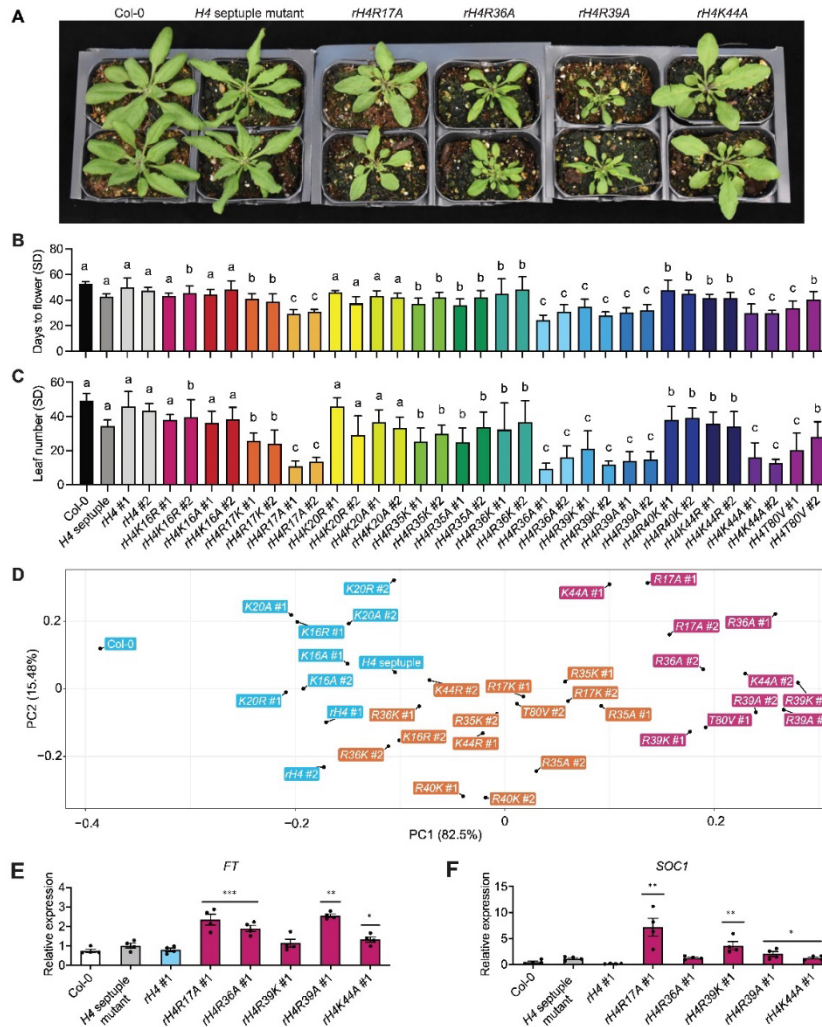 A
Col-0 H4 septuple mutant rH4R17A rH4R36A rH4R39A rH4K44A
B
Days to flower (SD)
80
60
40
20
0
a a a a a b a a b b c c a a a a b b b b b b c c c c c c b b b b c c c b
C
Leaf number (SD)
80
60
40
20
0
a a a a a b a a b b c c a a a a b b b b b b c c c c c c b b b b c c c b
Col-0
H4 septuple
rH4 #1
rH4 #2
rH4K16R #1
rH4K16R #2
rH4K16A #1
rH4K16A #2
rH4R17K #1
rH4R17K #2
rH4R17A #1
rH4R17A #2
rH4K20R #1
rH4K20R #2
rH4K20A #1
rH4K20A #2
rH4R35K #1
rH4R35K #2
rH4R35A #1
rH4R35A #2
rH4R36K #1
rH4R36K #2
rH4R36A #1
rH4R36A #2
rH4R39K #1
rH4R39K #2
rH4R39A #1
rH4R39A #2
rH4R40K #1
rH4R40K #2
rH4K44R #1
rH4K44R #2
rH4K44A #1
rH4K44A #2
rH4T80V #1
rH4T80V #2
D
PC2 (15.48%)
0.2
0
−0.2
K20R #2
K44A #1
R17A #1
K20A #1
K20A #2
R36A #1
K16R #1
R17A #2
Col-0
K16A #1
H4 septuple
R36A #2
K16A #2
K44R #2
R17K #1
R35K #1
K44A #2
K20R #1
R17K #2
R39A #2
R39K #
R36K #1
T80V #2
R35A #1
rH4 #1
R35K #2
T80V #1
R39A #
K16R #2
K44R #1
R39K #1
R36K #2
rH4 #2
R35A #2
R40K #1
R40K #2
−0.4 −0.2 0 0.2
PC1 (82.5%)
E
FT
Relative expression
4
3
2
1
0
*** ** *
Col-0
H4 septuple
mutant
rH4 #1
rH4R17A #1
rH4R36A #1
rH4R39K #1
rH4R39A #1
rH4K44A #1
F
SOC1
Relative expression
15
10
5
0
** ** *
Col-0
H4 septuple
mutant
rH4 #1
rH4R17A #1
rH4R36A #1
rH4R39K #1
rH4R39A #1
rH4K44A #1